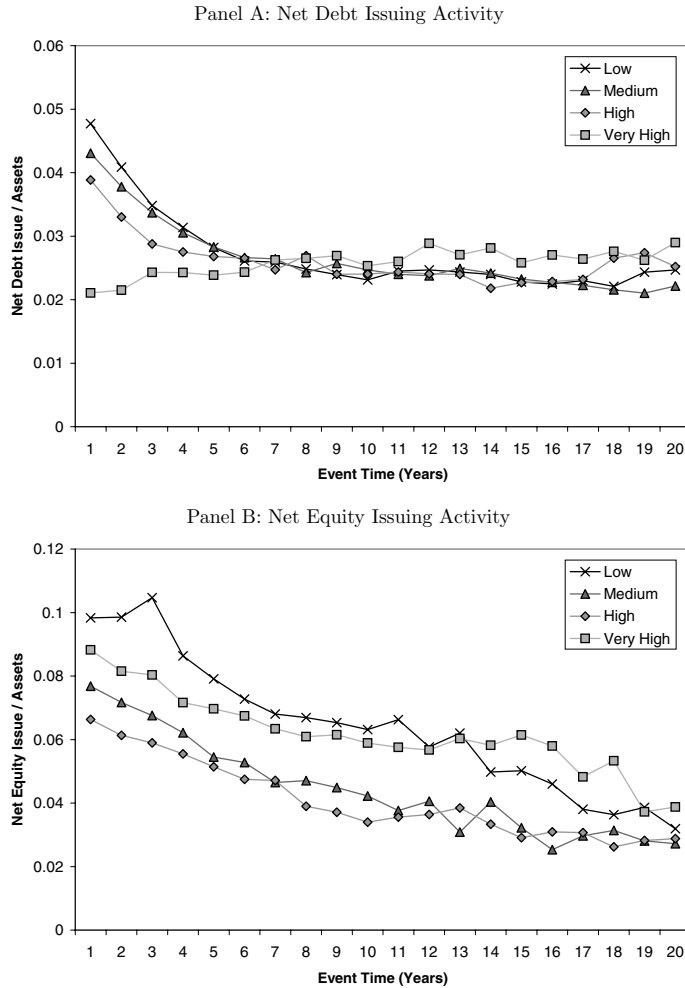 Panel A: Net Debt Issuing Activity
0.06
0.05
0.04
0.03
0.02
0.01
0
Net Debt Issue / Assets
Low
Medium
High
Very High
1 2 3 4 5 6 7 8 9 10 11 12 13 14 15 16 17 18 19 20
Event Time (Years)
Panel B: Net Equity Issuing Activity
0.12
0.1
0.08
0.06
0.04
0.02
0
Net Equity Issue / Assets
Low
Medium
High
Very High
1 2 3 4 5 6 7 8 9 10 11 12 13 14 15 16 17 18 19 20
Event Time (Years)